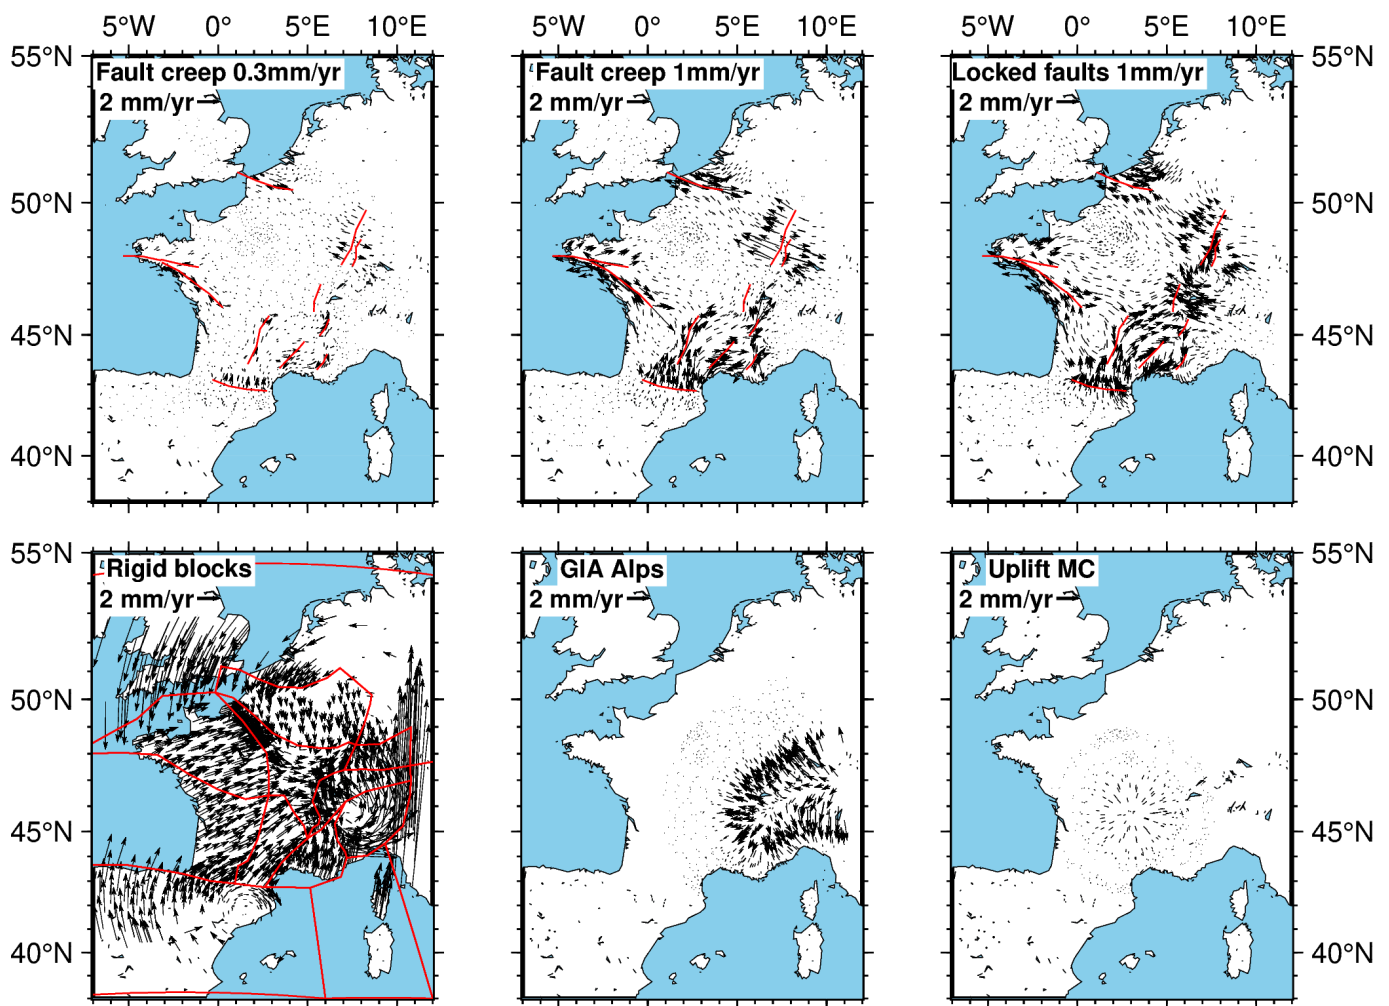 5°W 0° 5°E 10°E 5°W 0° 5°E 10°E 5°W 0° 5°E 10°E
55°N Fault creep 0.3mm/yr Fault creep 1mm/yr Locked faults 1mm/yr 55°N
2 mm/yr 2 mm/yr 2 mm/yr
50°N 50°N
45°N 45°N
40°N 40°N
55°N Rigid blocks GIA Alps Uplift MC 55°N
2 mm/yr 2 mm/yr 2 mm/yr
50°N 50°N
45°N 45°N
40°N 40°N